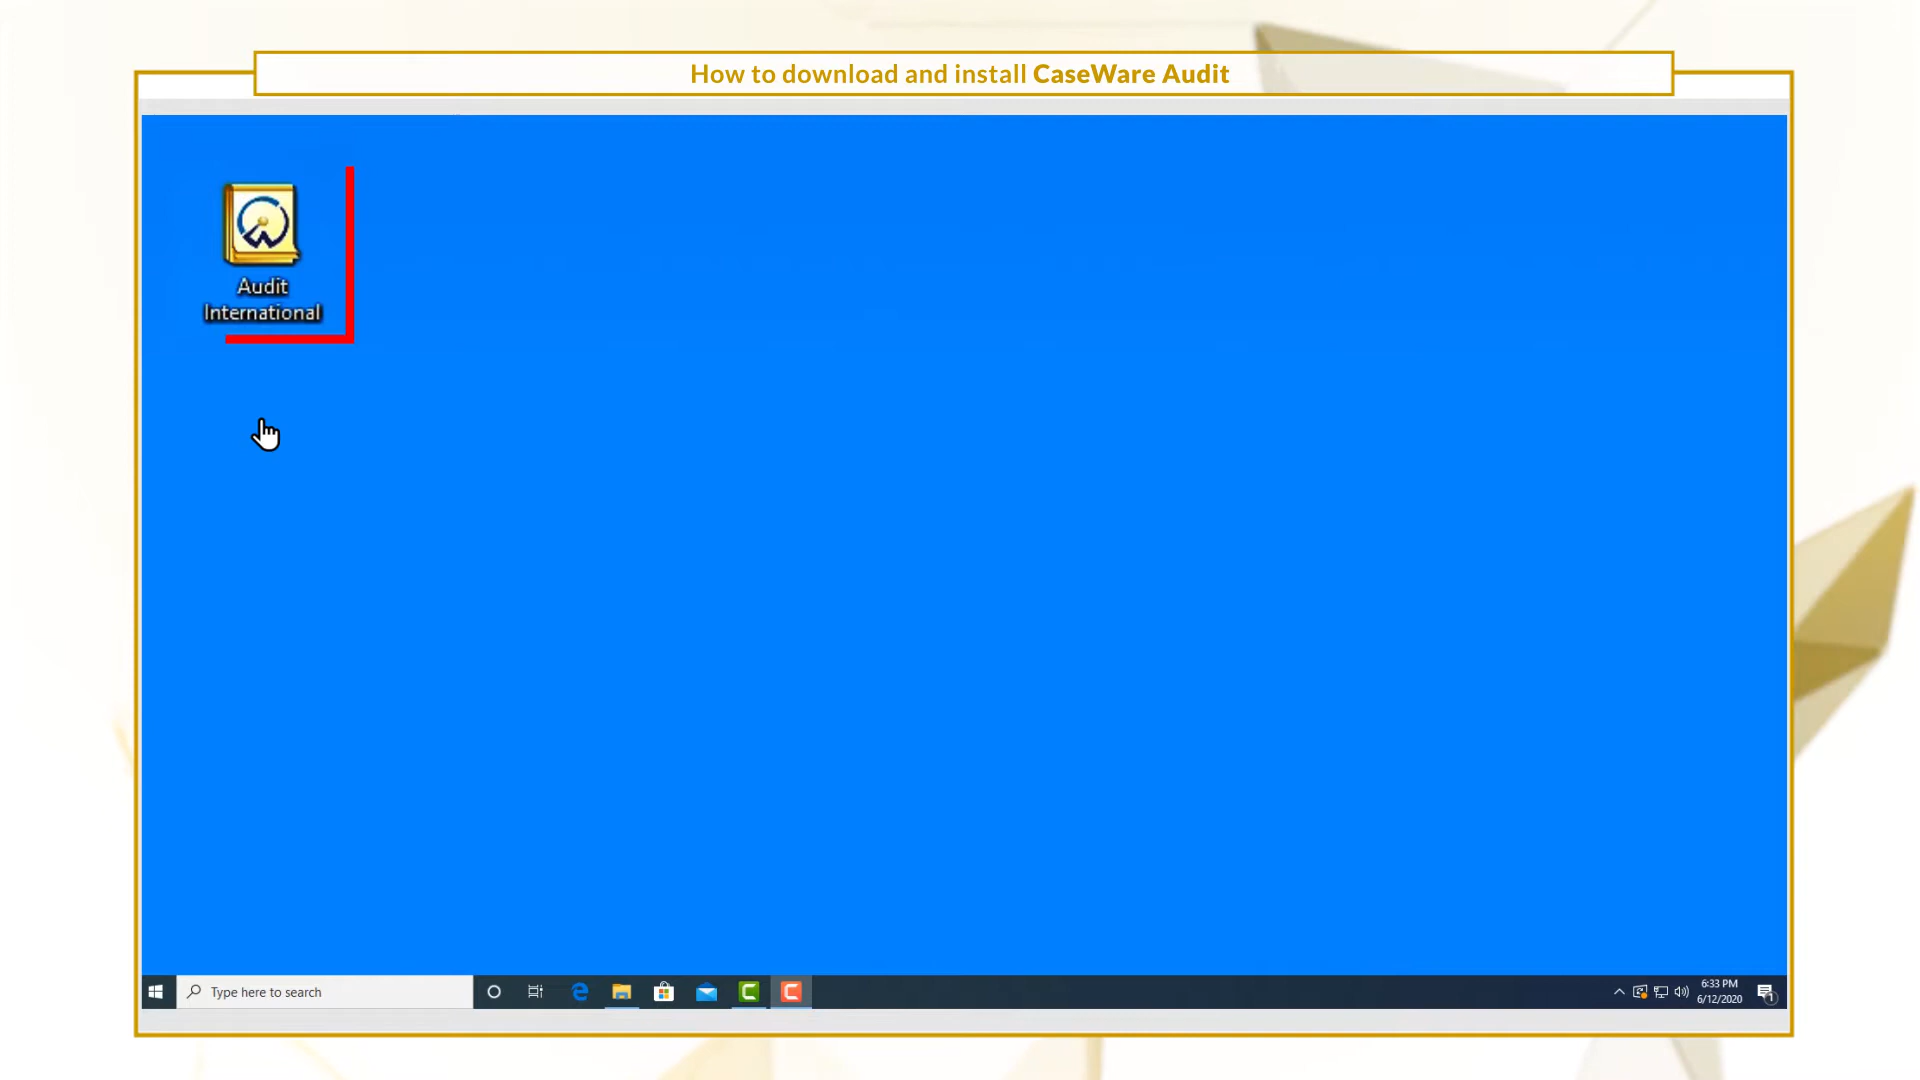 How to download and install CaseWare Audit
Audit
International
Type here to search
6:33 PM
6/12/2020
1